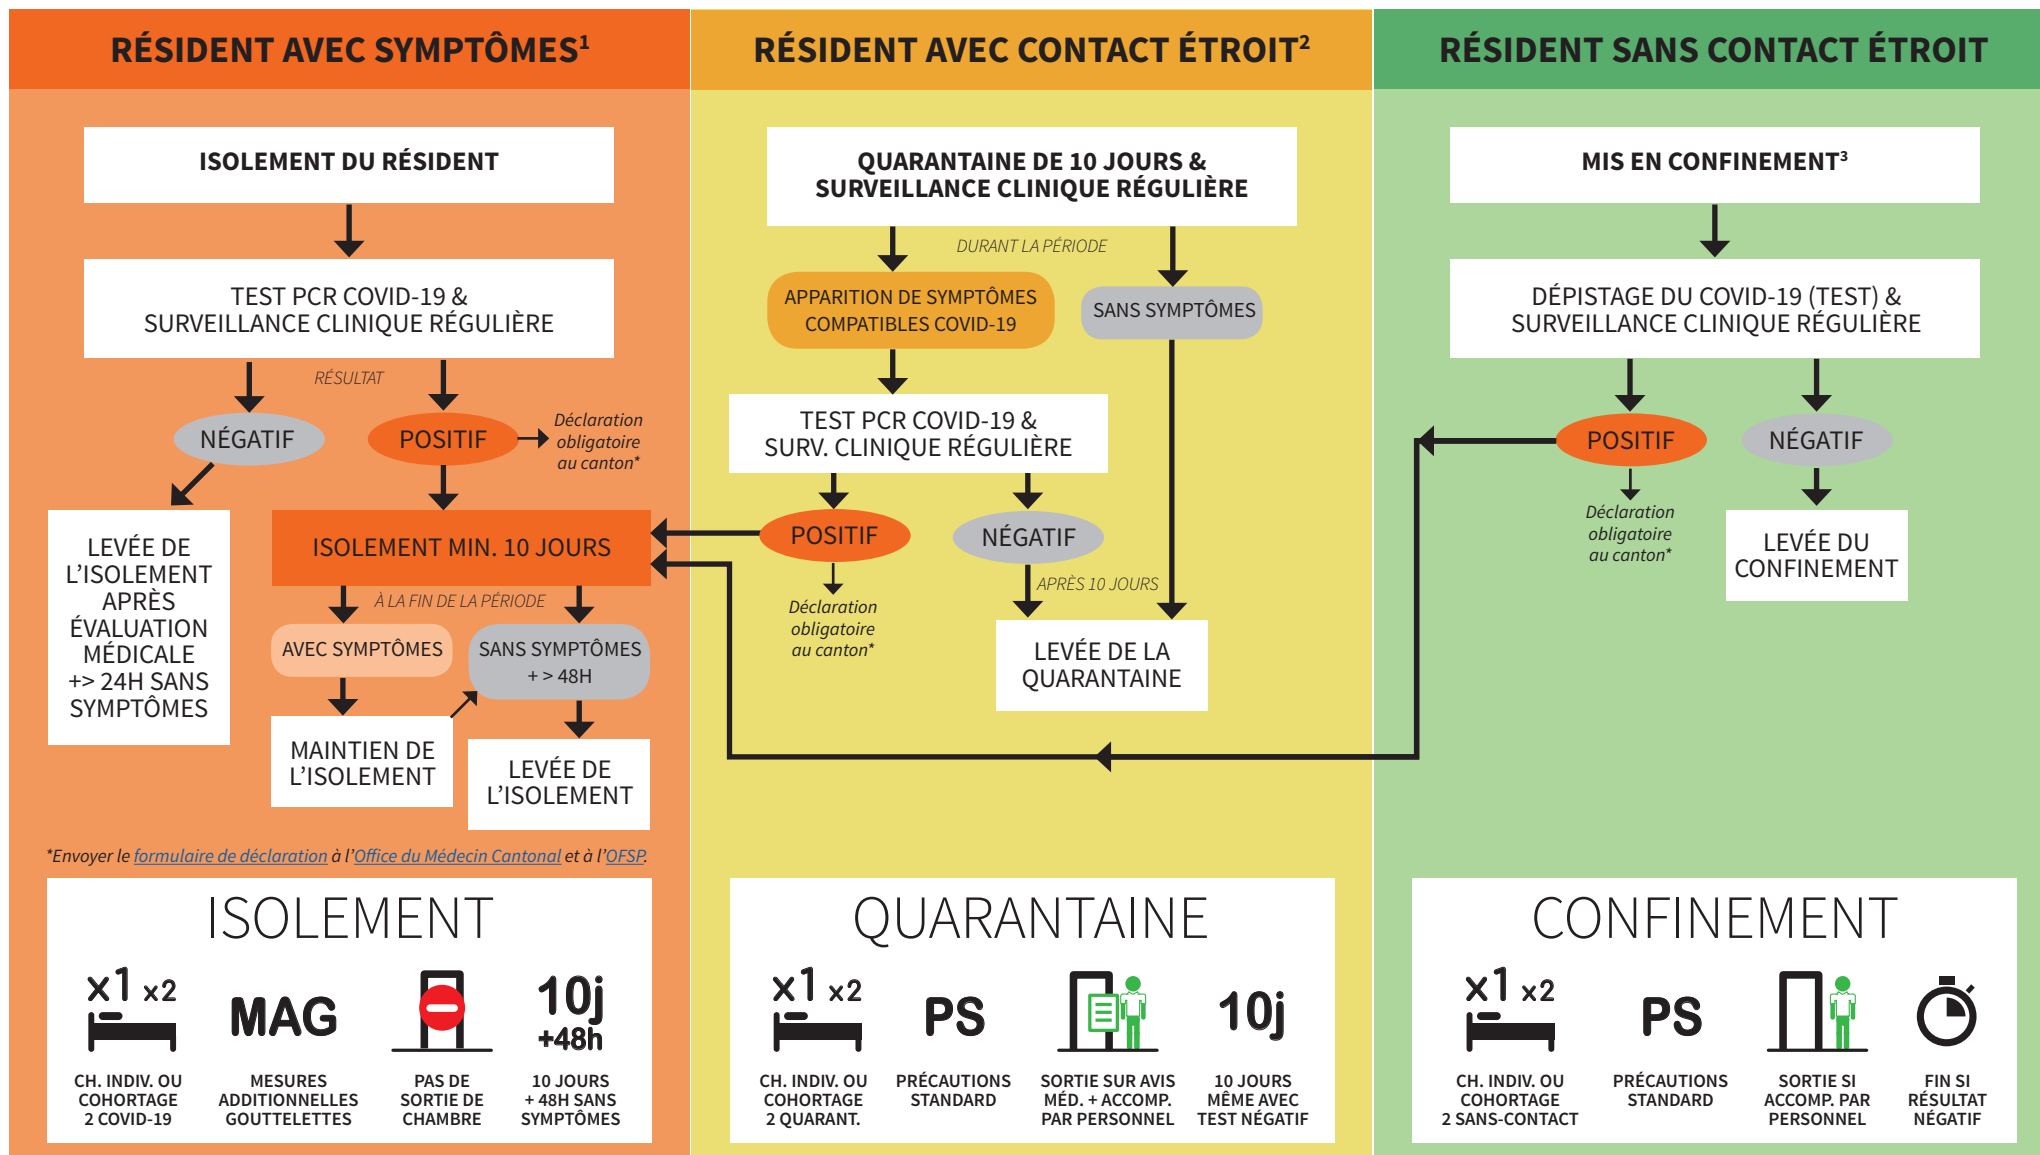 RÉSIDENT AVEC SYMPTÔMES¹
ISOLEMENT DU RÉSIDENT
TEST PCR COVID-19 &
SURVEILLANCE CLINIQUE RÉGULIÈRE
RÉSULTAT
NÉGATIF
POSITIF
Déclaration
obligatoire
au canton*
LEVÉE DE
L’ISOLEMENT
APRÈS
ÉVALUATION
MÉDICALE
+> 24H SANS
SYMPTÔMES
ISOLEMENT MIN. 10 JOURS
À LA FIN DE LA PÉRIODE
AVEC SYMPTÔMES
SANS SYMPTÔMES
+ > 48H
MAINTIEN DE
L’ISOLEMENT
LEVÉE DE
L’ISOLEMENT
*Envoyer le formulaire de déclaration à l’Office du Médecin Cantonal et à l’OFSP.
ISOLEMENT
x1 x2
MAG
10j
+48h
CH. INDIV. OU
COHORTAGE
2 COVID-19
MESURES
ADDITIONNELLES
GOUTTELETTES
PAS DE
SORTIE DE
CHAMBRE
10 JOURS
+ 48H SANS
SYMPTÔMES
RÉSIDENT AVEC CONTACT ÉTROIT²
QUARANTAINE DE 10 JOURS &
SURVEILLANCE CLINIQUE RÉGULIÈRE
DURANT LA PÉRIODE
APPARITION DE SYMPTÔMES
COMPATIBLES COVID-19
SANS SYMPTÔMES
TEST PCR COVID-19 &
SURV. CLINIQUE RÉGULIÈRE
POSITIF
NÉGATIF
APRÈS 10 JOURS
Déclaration
obligatoire
au canton*
LEVÉE DE LA
QUARANTAINE
QUARANTAINE
x1 x2
PS
10j
CH. INDIV. OU
COHORTAGE
2 QUARANT.
PRÉCAUTIONS
STANDARD
SORTIE SUR AVIS
MÉD. + ACCOMP.
PAR PERSONNEL
10 JOURS
MÊME AVEC
TEST NÉGATIF
RÉSIDENT SANS CONTACT ÉTROIT
MIS EN CONFINEMENT³
DÉPISTAGE DU COVID-19 (TEST) &
SURVEILLANCE CLINIQUE RÉGULIÈRE
POSITIF
NÉGATIF
Déclaration
obligatoire
au canton*
LEVÉE DU
CONFINEMENT
CONFINEMENT
x1 x2
PS
CH. INDIV. OU
COHORTAGE
2 SANS-CONTACT
PRÉCAUTIONS
STANDARD
SORTIE SI
ACCOMP. PAR
PERSONNEL
FIN SI
RÉSULTAT
NÉGATIF